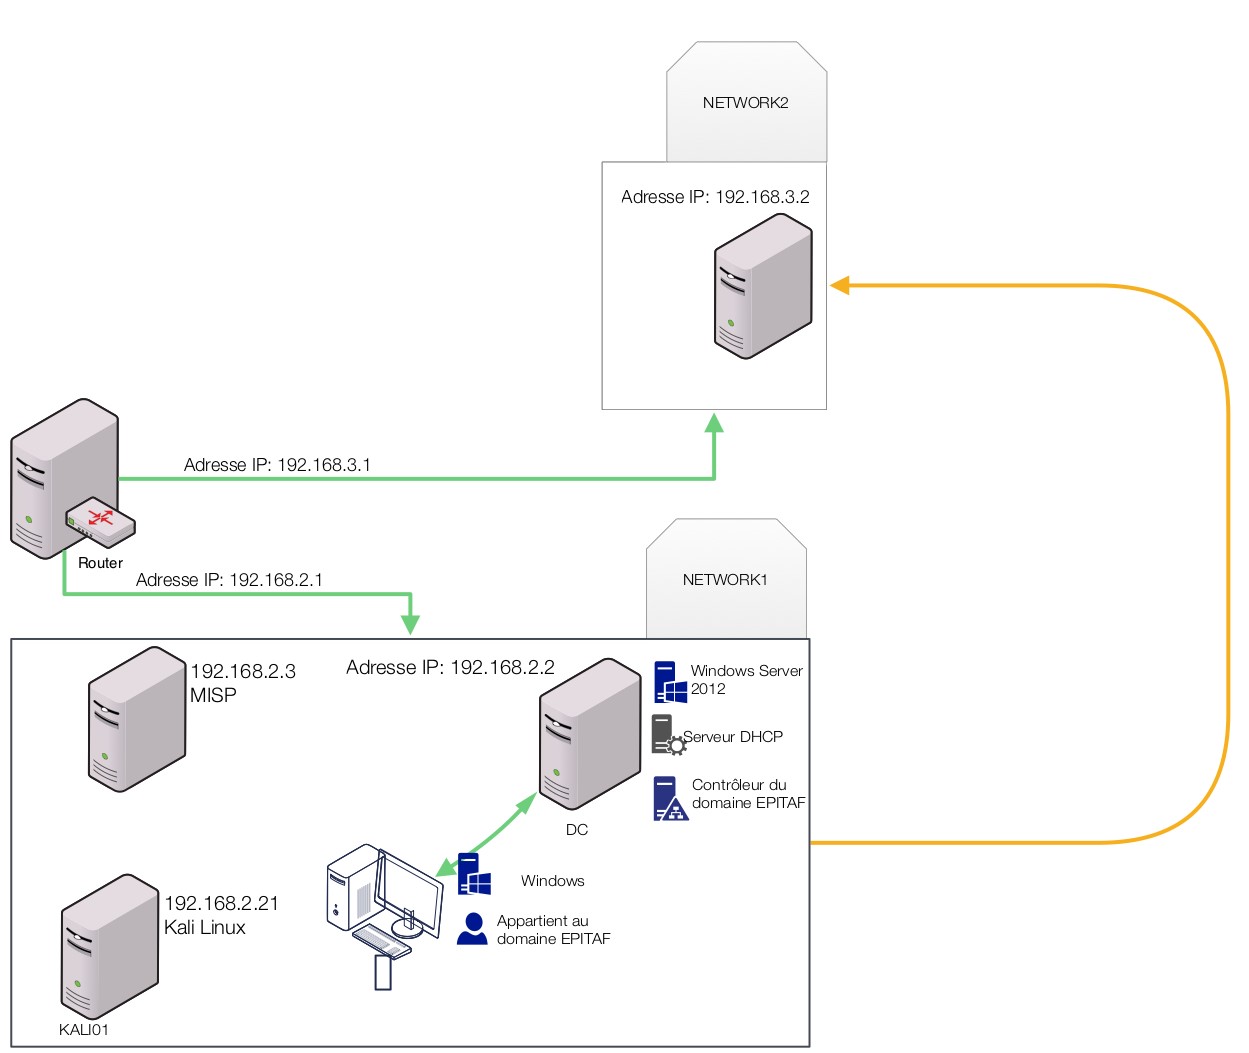 NETWORK2
Adresse IP: 192.168.3.2
Adresse IP: 192.168.3.1
Router
Adresse IP: 192.168.2.1
NETWORK1
192.168.2.3
MISP
Adresse IP: 192.168.2.2
Windows Server
2012
Serveur DHCP
Contrôleur du
domaine EPITAF
DC
Windows
Appartient au
domaine EPITAF
192.168.2.21
Kali Linux
KALI01